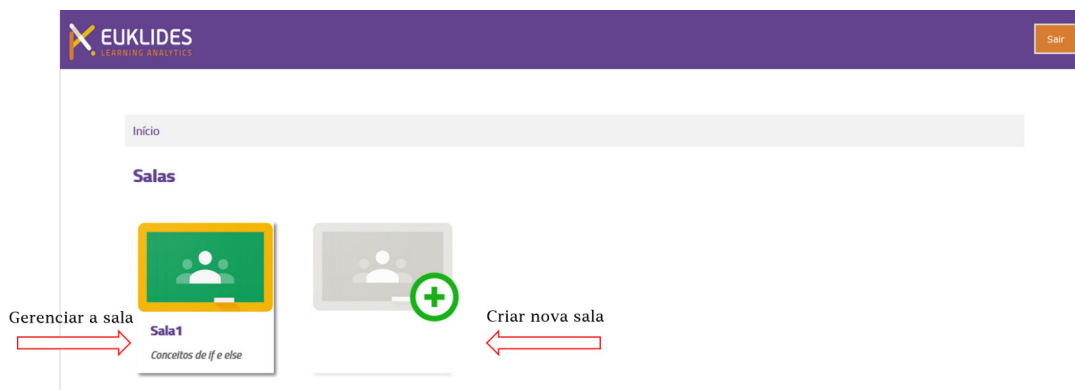 EUKLIDES
LEARNING ANALYTICS
Sair
Início
Salas
Gerenciar a sala
Criar nova sala
Sala1
Conceitos de if e else